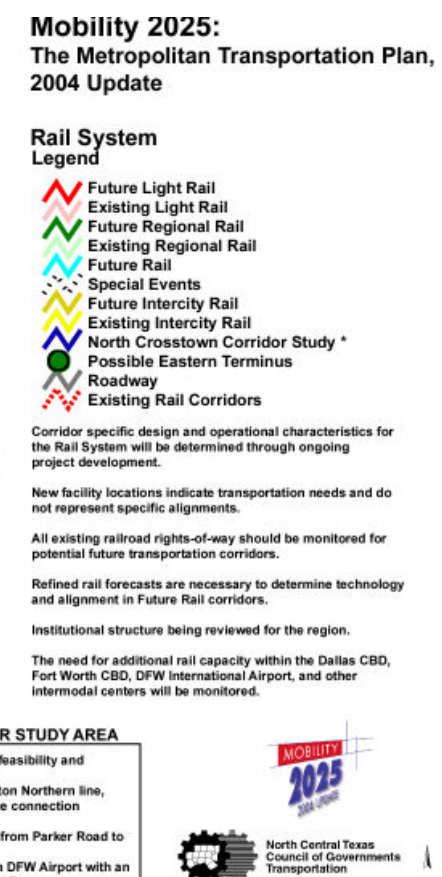 Mobility 2025:
The Metropolitan Transportation Plan,
2004 Update
Rail System
Legend
Future Light Rail
Existing Light Rail
Future Regional Rail
Existing Regional Rail
Future Rail
Special Events
Future Intercity Rail
Existing Intercity Rail
North Crosstown Corridor Study *
Possible Eastern Terminus
Roadway
Existing Rail Corridors
Corridor specific design and operational characteristics for
the Rail System will be determined through ongoing
project development.
New facility locations indicate transportation needs and do
not represent specific alignments.
All existing railroad rights-of-way should be monitored for
potential future transportation corridors.
Refined rail forecasts are necessary to determine technology
and alignment in Future Rail corridors.
Institutional structure being reviewed for the region.
The need for additional rail capacity within the Dallas CBD,
Fort Worth CBD, DFW International Airport, and other
intermodal centers will be monitored.
R STUDY AREA
feasibility and
ton Northern line,
re connection
from Parker Road to
DFW Airport with an
MOBILITY
2025
2004 UPDATE
North Central Texas
Council of Governments
Transportation